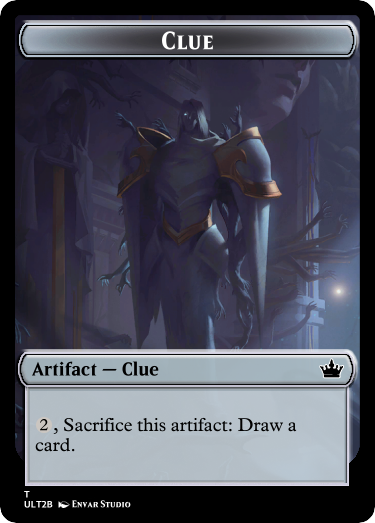 Clue
Artifact — Clue
2, Sacrifice this artifact: Draw a
card.
T
ULT2B Envar Studio